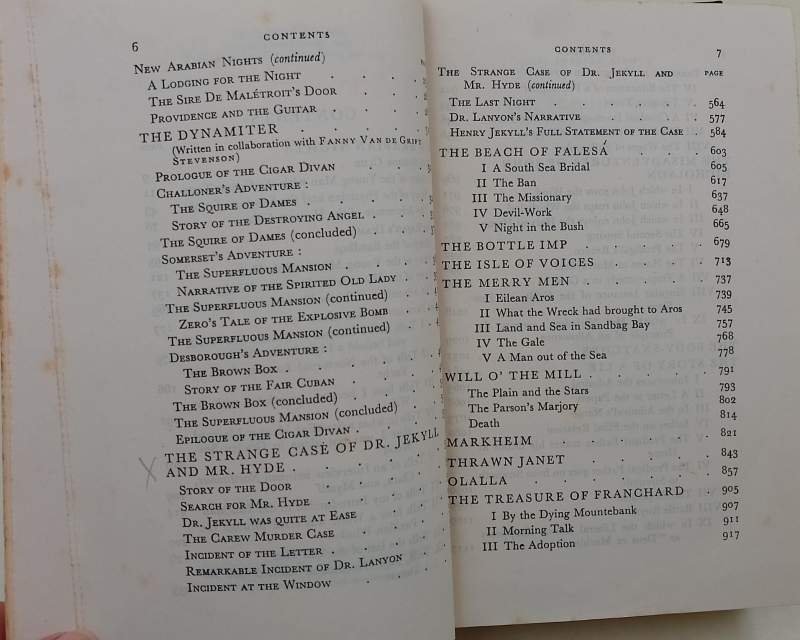 6
CONTENTS
NEW ARABIAN NIGHTS (continued)
A LODGING FOR THE NIGHT
THE SIRE DE MALÉTROIT'S DOOR
PROVIDENCE AND THE GUITAR
THE DYNAMITER
(Written in collaboration with FANNY VAN DE GRIFT
STEVENSON)
PROLOGUE OF THE CIGAR DIVAN
CHALLONER'S ADVENTURE :
THE SQUIRE OF DAMES
STORY OF THE DESTROYING ANGEL
THE SQUIRE OF DAMES (concluded)
SOMERSET'S ADVENTURE :
THE SUPERFLUOUS MANSION
NARRATIVE OF THE SPIRITED OLD LADY
THE SUPERFLUOUS MANSION (continued)
ZERO'S TALE OF THE EXPLOSIVE BOMB
THE SUPERFLUOUS MANSION (continued)
DESBOROUGH'S ADVENTURE :
THE BROWN BOX
STORY OF THE FAIR CUBAN
THE BROWN BOX (concluded)
THE SUPERFLUOUS MANSION (concluded)
EPILOGUE OF THE CIGAR DIVAN
X THE STRANGE CASE OF DR. JEKYLL
AND MR. HYDE
STORY OF THE DOOR
SEARCH FOR MR. HYDE
DR. JEKYLL WAS QUITE AT EASE
THE CAREW MURDER CASE
INCIDENT OF THE LETTER
REMARKABLE INCIDENT OF DR. LANYON
INCIDENT AT THE WINDOW
CONTENTS
7
THE STRANGE CASE OF DR. JEKYLL AND PAGE
MR. HYDE (continued)
THE LAST NIGHT 564
DR. LANYON'S NARRATIVE 577
HENRY JEKYLL'S FULL STATEMENT OF THE CASE 584
THE BEACH OF FALESÁ 603
I A South Sea Bridal 605
II The Ban 617
III The Missionary 637
IV Devil-Work 648
V Night in the Bush 665
THE BOTTLE IMP 679
THE ISLE OF VOICES 713
THE MERRY MEN 737
I Eilean Aros 739
II What the Wreck had brought to Aros 745
III Land and Sea in Sandbag Bay 757
IV The Gale 768
V A Man out of the Sea 778
WILL O' THE MILL 791
The Plain and the Stars 793
The Parson's Marjory 802
Death 814
MARKHEIM 821
THRAWN JANET 843
OLALLA 857
THE TREASURE OF FRANCHARD 905
I By the Dying Mountebank 907
II Morning Talk 911
III The Adoption 917